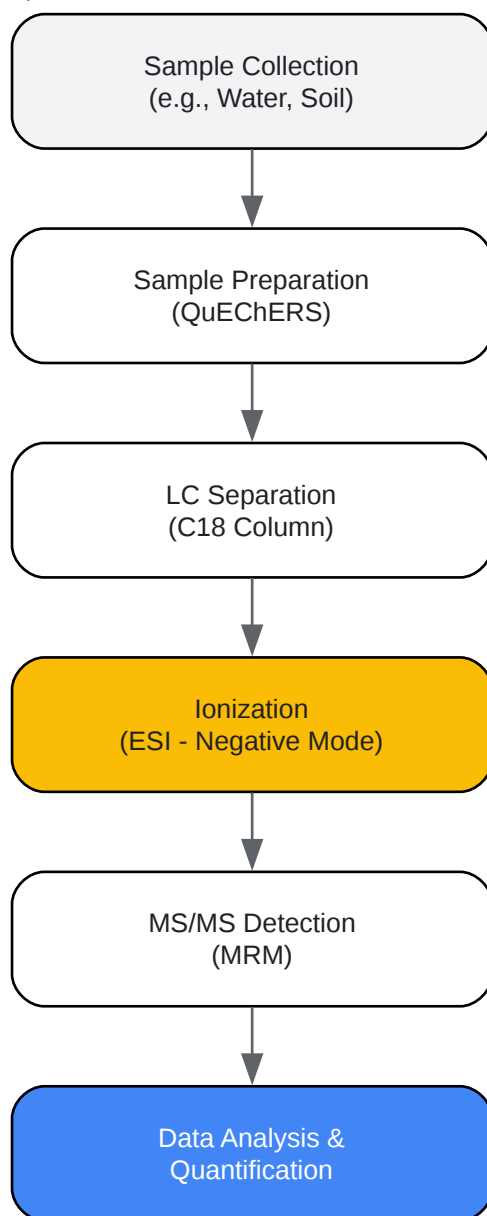 Sample Collection
(e.g., Water, Soil)
Sample Preparation
(QuEChERS)
LC Separation
(C18 Column)
Ionization
(ESI - Negative Mode)
MS/MS Detection
(MRM)
Data Analysis &
Quantification